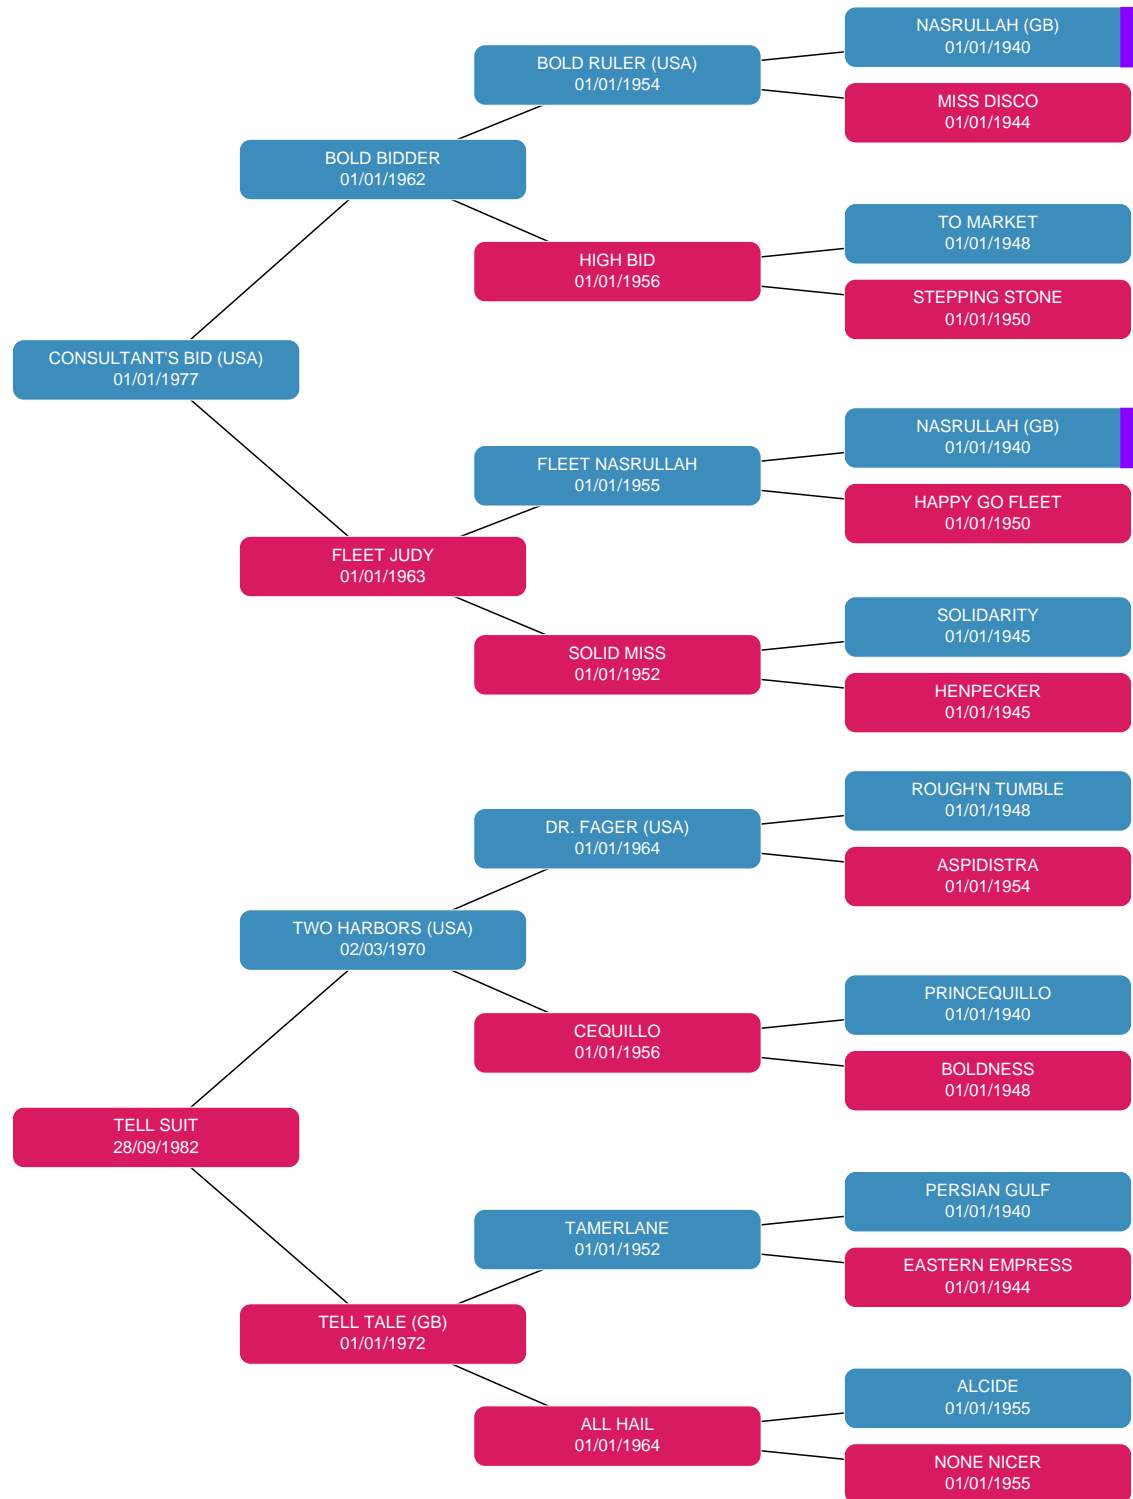 NASRULLAH (GB)
01/01/1940
BOLD RULER (USA)
01/01/1954
MISS DISCO
01/01/1944
BOLD BIDDER
01/01/1962
TO MARKET
01/01/1948
HIGH BID
01/01/1956
STEPPING STONE
01/01/1950
CONSULTANT'S BID (USA)
01/01/1977
NASRULLAH (GB)
01/01/1940
FLEET NASRULLAH
01/01/1955
HAPPY GO FLEET
01/01/1950
FLEET JUDY
01/01/1963
SOLIDARITY
01/01/1945
SOLID MISS
01/01/1952
HENPECKER
01/01/1945
ROUGH'N TUMBLE
01/01/1948
DR. FAGER (USA)
01/01/1964
ASPIDISTRA
01/01/1954
TWO HARBORS (USA)
02/03/1970
PRINCEQUILLO
01/01/1940
CEQUILLO
01/01/1956
BOLDNESS
01/01/1948
TELL SUIT
28/09/1982
PERSIAN GULF
01/01/1940
TAMERLANE
01/01/1952
EASTERN EMPRESS
01/01/1944
TELL TALE (GB)
01/01/1972
ALCIDE
01/01/1955
ALL HAIL
01/01/1964
NONE NICER
01/01/1955